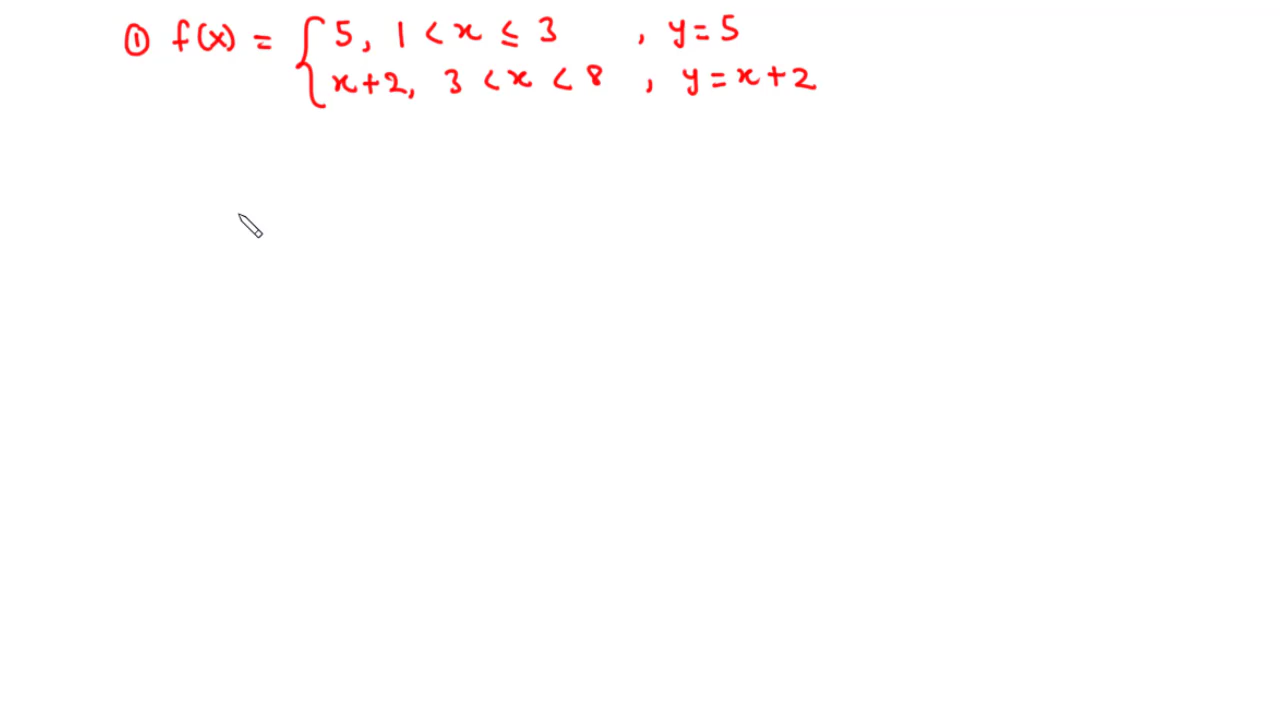 ① f(x) = { 5, 1 < x ≤ 3 , y = 5
x+2, 3 < x < 8 , y = x+2